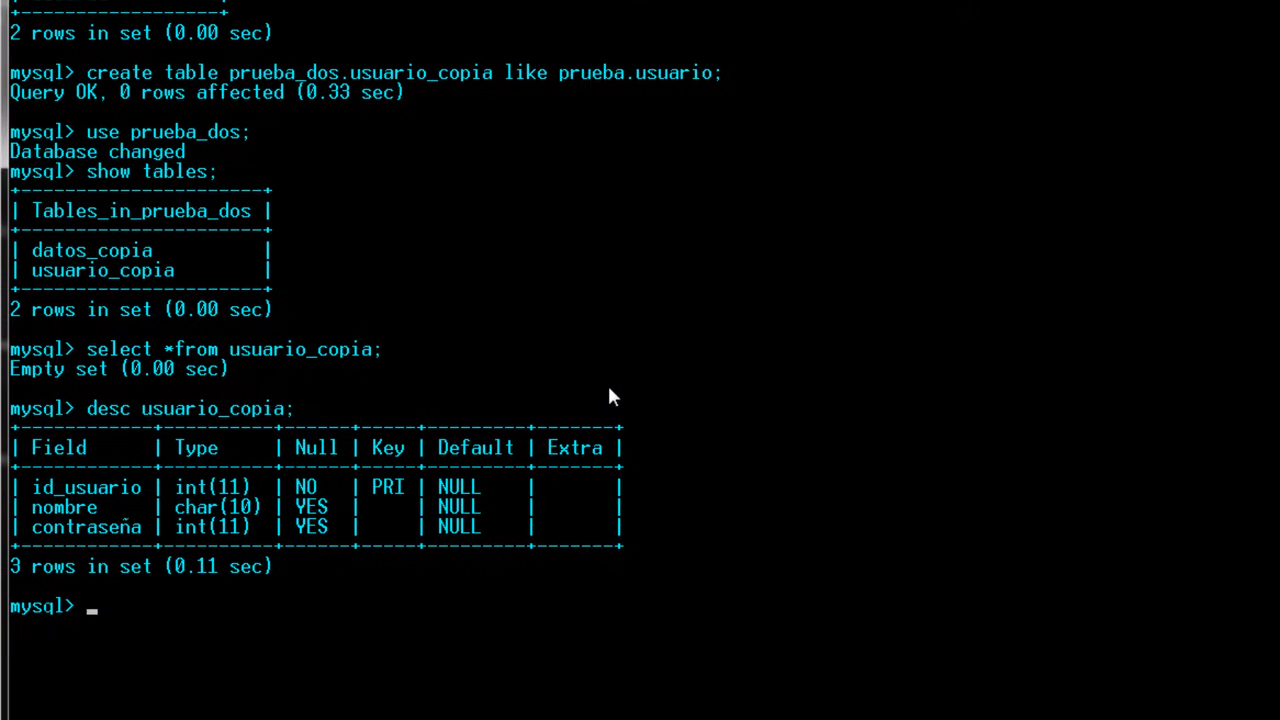 +------------------+
2 rows in set (0.00 sec)
mysql> create table prueba_dos.usuario_copia like prueba.usuario;
Query OK, 0 rows affected (0.33 sec)
mysql> use prueba_dos;
Database changed
mysql> show tables;
+----------------------+
| Tables_in_prueba_dos |
+----------------------+
| datos_copia          |
| usuario_copia        |
+----------------------+
2 rows in set (0.00 sec)
mysql> select *from usuario_copia;
Empty set (0.00 sec)
mysql> desc usuario_copia;
+------------+----------+------+-----+---------+-------+
| Field      | Type     | Null | Key | Default | Extra |
+------------+----------+------+-----+---------+-------+
| id_usuario | int(11)  | NO   | PRI | NULL    |       |
| nombre     | char(10) | YES  |     | NULL    |       |
| contraseña | int(11)  | YES  |     | NULL    |       |
+------------+----------+------+-----+---------+-------+
3 rows in set (0.11 sec)
mysql> _